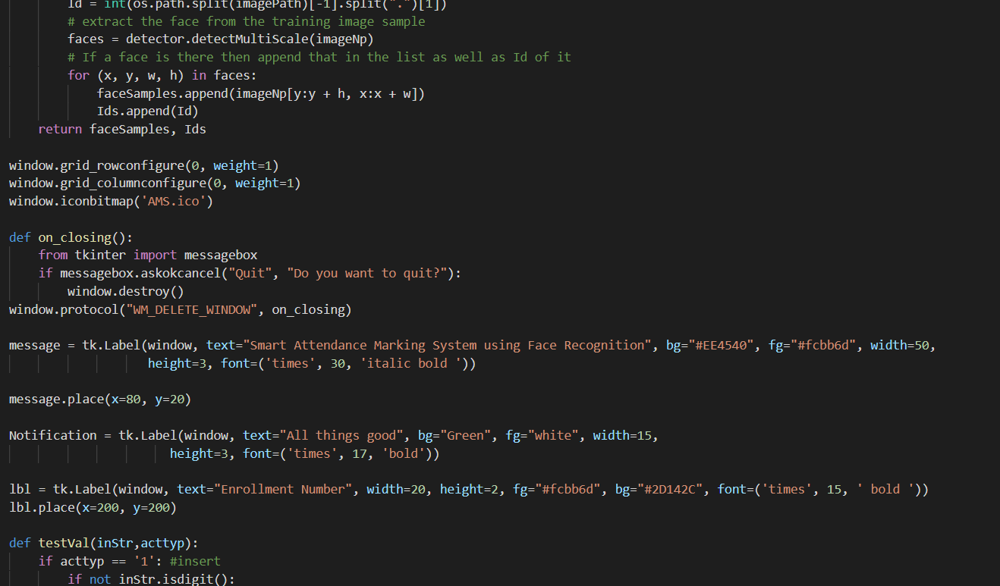 Id = int(os.path.split(imagePath)[-1].split(".")[1])
# extract the face from the training image sample
faces = detector.detectMultiScale(imageNp)
# If a face is there then append that in the list as well as Id of it
for (x, y, w, h) in faces:
faceSamples.append(imageNp[y:y + h, x:x + w])
Ids.append(Id)
return faceSamples, Ids
window.grid_rowconfigure(0, weight=1)
window.grid_columnconfigure(0, weight=1)
window.iconbitmap('AMS.ico')
def on_closing():
from tkinter import messagebox
if messagebox.askokcancel("Quit", "Do you want to quit?"):
window.destroy()
window.protocol("WM_DELETE_WINDOW", on_closing)
message = tk.Label(window, text="Smart Attendance Marking System using Face Recognition", bg="#EE4540", fg="#fcbb6d", width=50,
height=3, font=('times', 30, 'italic bold '))
message.place(x=80, y=20)
Notification = tk.Label(window, text="All things good", bg="Green", fg="white", width=15,
height=3, font=('times', 17, 'bold'))
lbl = tk.Label(window, text="Enrollment Number", width=20, height=2, fg="#fcbb6d", bg="#2D142C", font=('times', 15, ' bold '))
lbl.place(x=200, y=200)
def testVal(inStr,acttyp):
if acttyp == '1': #insert
if not inStr.isdigit():